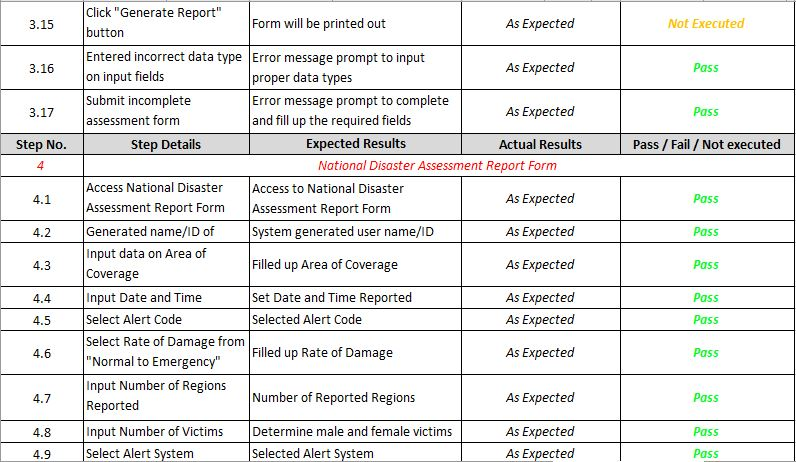 3.15 Click "Generate Report" button Form will be printed out As Expected Not Executed
3.16 Entered incorrect data type on input fields Error message prompt to input proper data types As Expected Pass
3.17 Submit incomplete assessment form Error message prompt to complete and fill up the required fields As Expected Pass
Step No. Step Details Expected Results Actual Results Pass / Fail / Not executed
4 National Disaster Assessment Report Form
4.1 Access National Disaster Assessment Report Form Access to National Disaster Assessment Report Form As Expected Pass
4.2 Generated name/ID of System generated user name/ID As Expected Pass
4.3 Input data on Area of Coverage Filled up Area of Coverage As Expected Pass
4.4 Input Date and Time Set Date and Time Reported As Expected Pass
4.5 Select Alert Code Selected Alert Code As Expected Pass
4.6 Select Rate of Damage from "Normal to Emergency" Filled up Rate of Damage As Expected Pass
4.7 Input Number of Regions Reported Number of Reported Regions As Expected Pass
4.8 Input Number of Victims Determine male and female victims As Expected Pass
4.9 Select Alert System Selected Alert System As Expected Pass